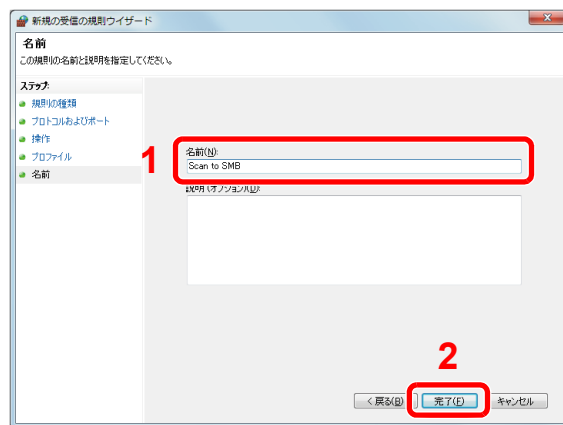 新規の受信の規則ウィザード
名前
この規則の名前と説明を指定してください。
ステップ:
規則の種類
プロトコルおよびポート
操作
プロファイル
名前
1
名前(N):
Scan to SMB
説明 (オプション)(D):
2
< 戻る(B)
完了(F)
キャンセル